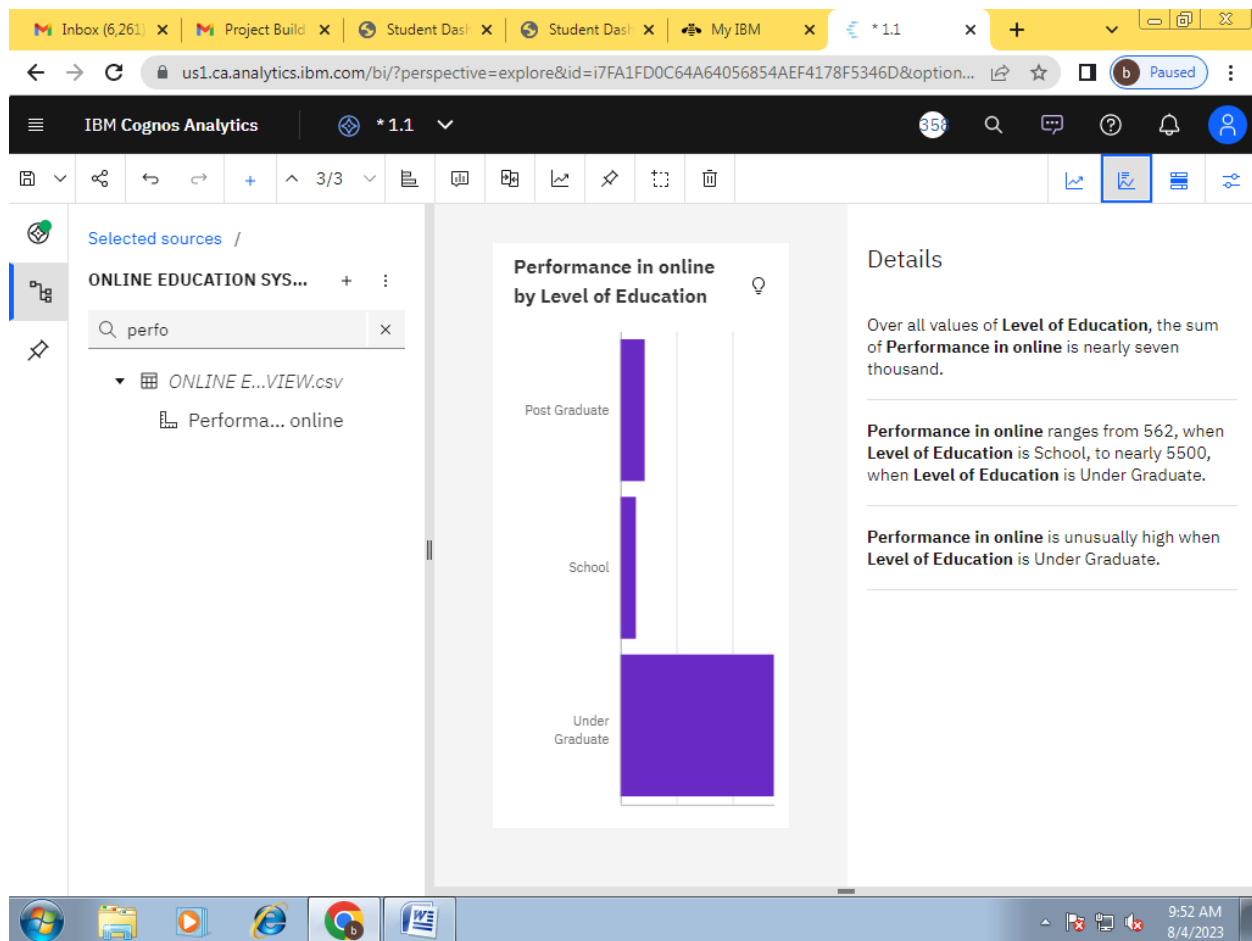 Inbox (6,261)
Project Build
Student Dash
Student Dash
My IBM
* 1.1
us1.ca.analytics.ibm.com/bi/?perspective=explore&id=i7FA1FD0C64A64056854AEF4178F5346D&option...
b Paused
IBM Cognos Analytics
* 1.1
358
3/3
Selected sources /
ONLINE EDUCATION SYS...
perfo
ONLINE E...VIEW.csv
Performa... online
Performance in online
by Level of Education
Post Graduate
School
Under
Graduate
Details
Over all values of Level of Education, the sum
of Performance in online is nearly seven
thousand.
Performance in online ranges from 562, when
Level of Education is School, to nearly 5500,
when Level of Education is Under Graduate.
Performance in online is unusually high when
Level of Education is Under Graduate.
9:52 AM
8/4/2023